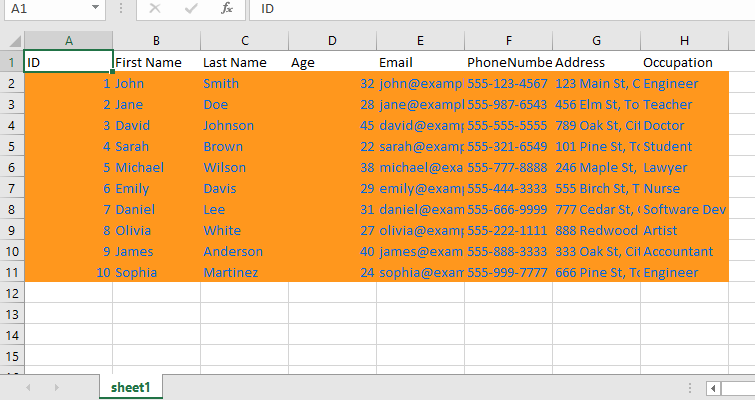 A1 fx ID
A B C D E F G H
1 ID First Name Last Name Age Email PhoneNumbe Address Occupation
2 1 John Smith 32 john@examp 555-123-4567 123 Main St, C Engineer
3 2 Jane Doe 28 jane@exampl 555-987-6543 456 Elm St, To Teacher
4 3 David Johnson 45 david@examp 555-555-5555 789 Oak St, Cit Doctor
5 4 Sarah Brown 22 sarah@examp 555-321-6549 101 Pine St, To Student
6 5 Michael Wilson 38 michael@exa 555-777-8888 246 Maple St, Lawyer
7 6 Emily Davis 29 emily@examp 555-444-3333 555 Birch St, T Nurse
8 7 Daniel Lee 31 daniel@exam 555-666-9999 777 Cedar St, Software Dev
9 8 Olivia White 27 olivia@examp 555-222-1111 888 Redwood Artist
10 9 James Anderson 40 james@exam 555-888-3333 333 Oak St, Cit Accountant
11 10 Sophia Martinez 24 sophia@exam 555-999-7777 666 Pine St, To Engineer
12
13
14
15
sheet1